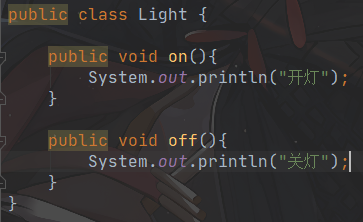 public class Light {
public void on(){
System.out.println("开灯");
}
public void off(){
System.out.println("关灯");
}
}